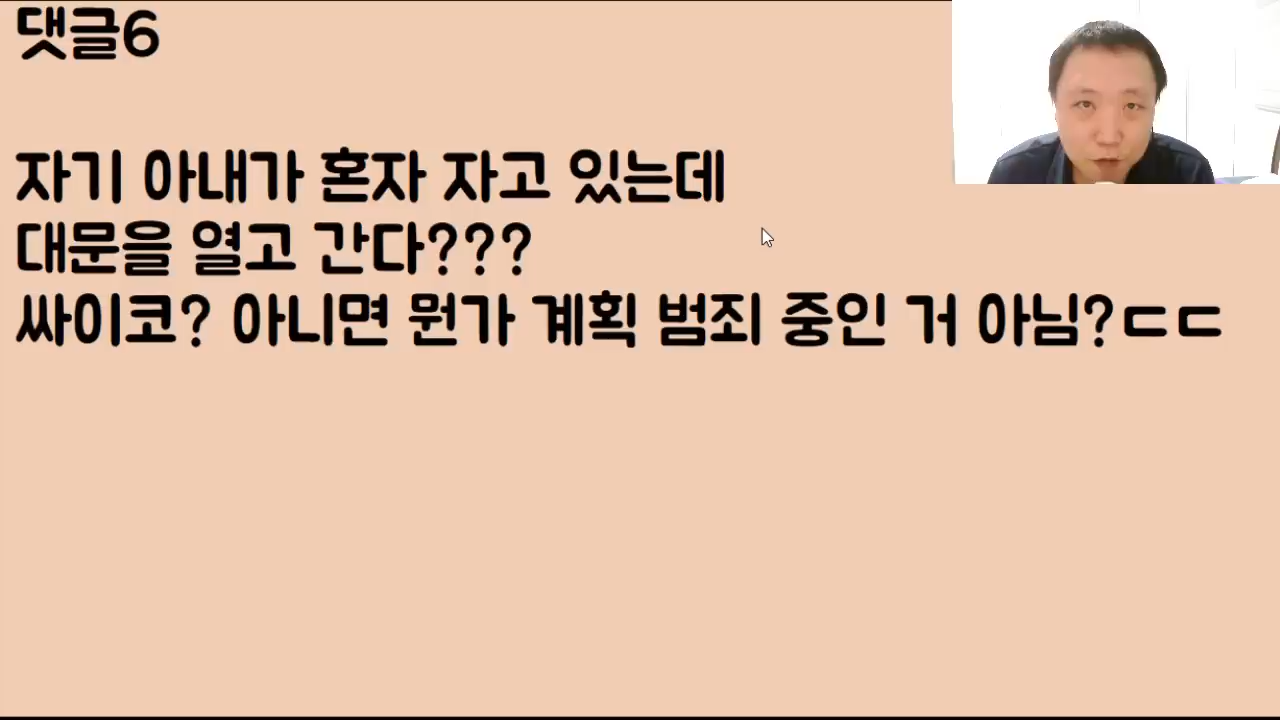 댓글6
자기 아내가 혼자 자고 있는데
대문을 열고 간다???
싸이코? 아니면 뭔가 계획 범죄 중인 거 아님?ㄷㄷ